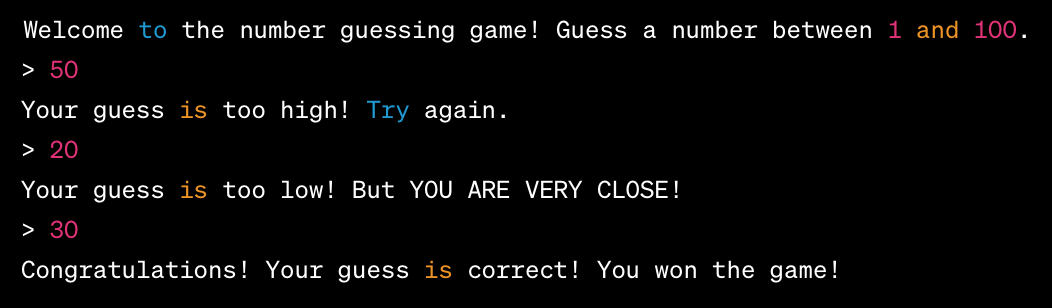 Welcome to the number guessing game! Guess a number between 1 and 100.
> 50
Your guess is too high! Try again.
> 20
Your guess is too low! But YOU ARE VERY CLOSE!
> 30
Congratulations! Your guess is correct! You won the game!